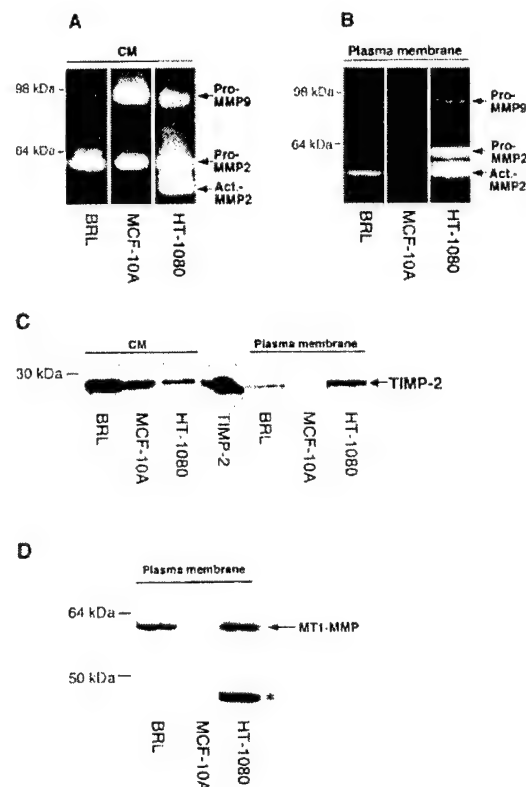 A
CM
98 kDa
64 kDa
Pro-
MMP9
Pro-
MMP2
Act.-
MMP2
BRL
MCF-10A
HT-1080
B
Plasma membrane
98 kDa
64 kDa
Pro-
MMP9
Pro-
MMP2
Act.-
MMP2
BRL
MCF-10A
HT-1080
C
CM
Plasma membrane
30 kDa
TIMP-2
BRL
MCF-10A
HT-1080
TIMP-2
BRL
MCF-10A
HT-1080
D
Plasma membrane
64 kDa
MT1-MMP
50 kDa
*
BRL
MCF-10A
HT-1080